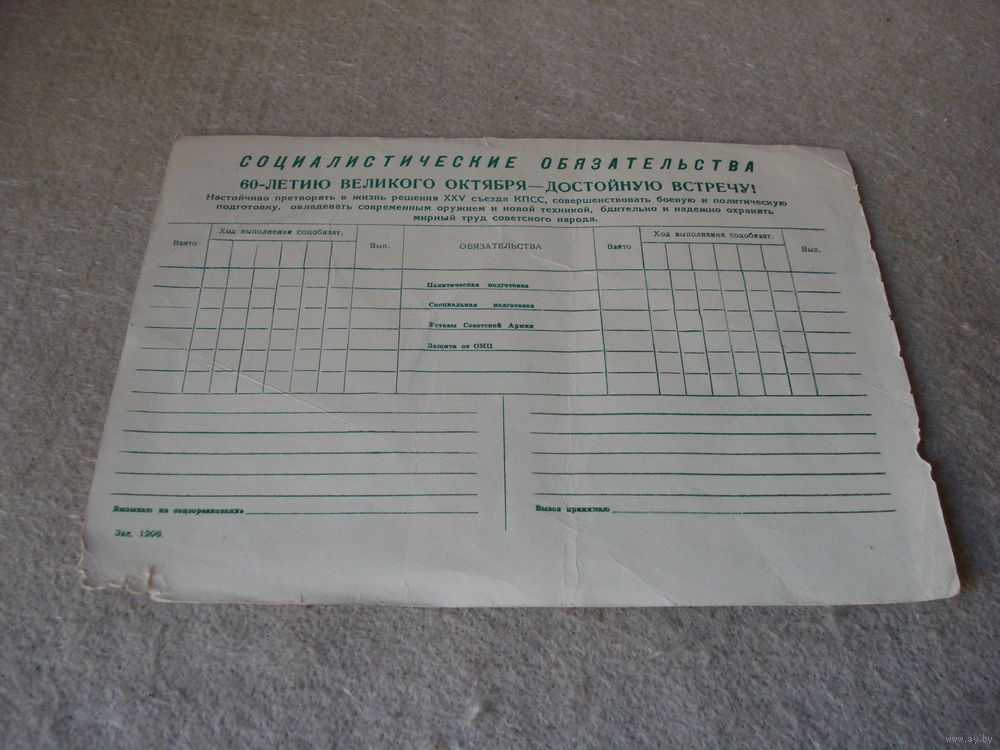 СОЦИАЛИСТИЧЕСКИЕ ОБЯЗАТЕЛЬСТВА
60-ЛЕТИЮ ВЕЛИКОГО ОКТЯБРЯ—ДОСТОЙНУЮ ВСТРЕЧУ!
Настойчиво претворять в жизнь решения XXV съезда КПСС, совершенствовать боевую и политическую
подготовку, овладевать современным оружием и новой техникой, бдительно и надежно охранять
мирный труд советского народа.
Взято Ход выполнения соцобязат. Вып. ОБЯЗАТЕЛЬСТВА Взято Ход выполнения соцобязат. Вып.
Политическая подготовка
Специальная подготовка
Уставы Советской Армии
Защита от ОМП
Вызываю на соцсоревнование Вызов принимаю
Зак. 1206.
www.ay.by